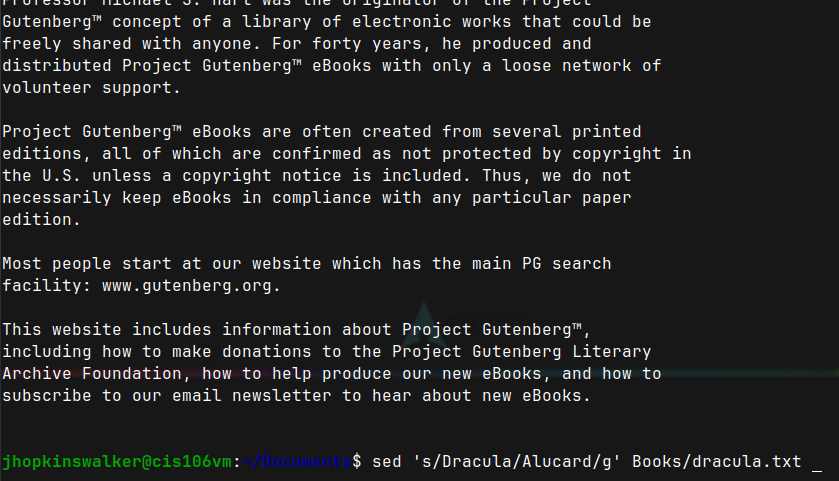 Professor Michael S. Hart was the originator of the Project
Gutenberg™ concept of a library of electronic works that could be
freely shared with anyone. For forty years, he produced and
distributed Project Gutenberg™ eBooks with only a loose network of
volunteer support.
Project Gutenberg™ eBooks are often created from several printed
editions, all of which are confirmed as not protected by copyright in
the U.S. unless a copyright notice is included. Thus, we do not
necessarily keep eBooks in compliance with any particular paper
edition.
Most people start at our website which has the main PG search
facility: www.gutenberg.org.
This website includes information about Project Gutenberg™,
including how to make donations to the Project Gutenberg Literary
Archive Foundation, how to help produce our new eBooks, and how to
subscribe to our email newsletter to hear about new eBooks.
jhopkinswalker@cis106vm:~/Documents$ sed 's/Dracula/Alucard/g' Books/dracula.txt _